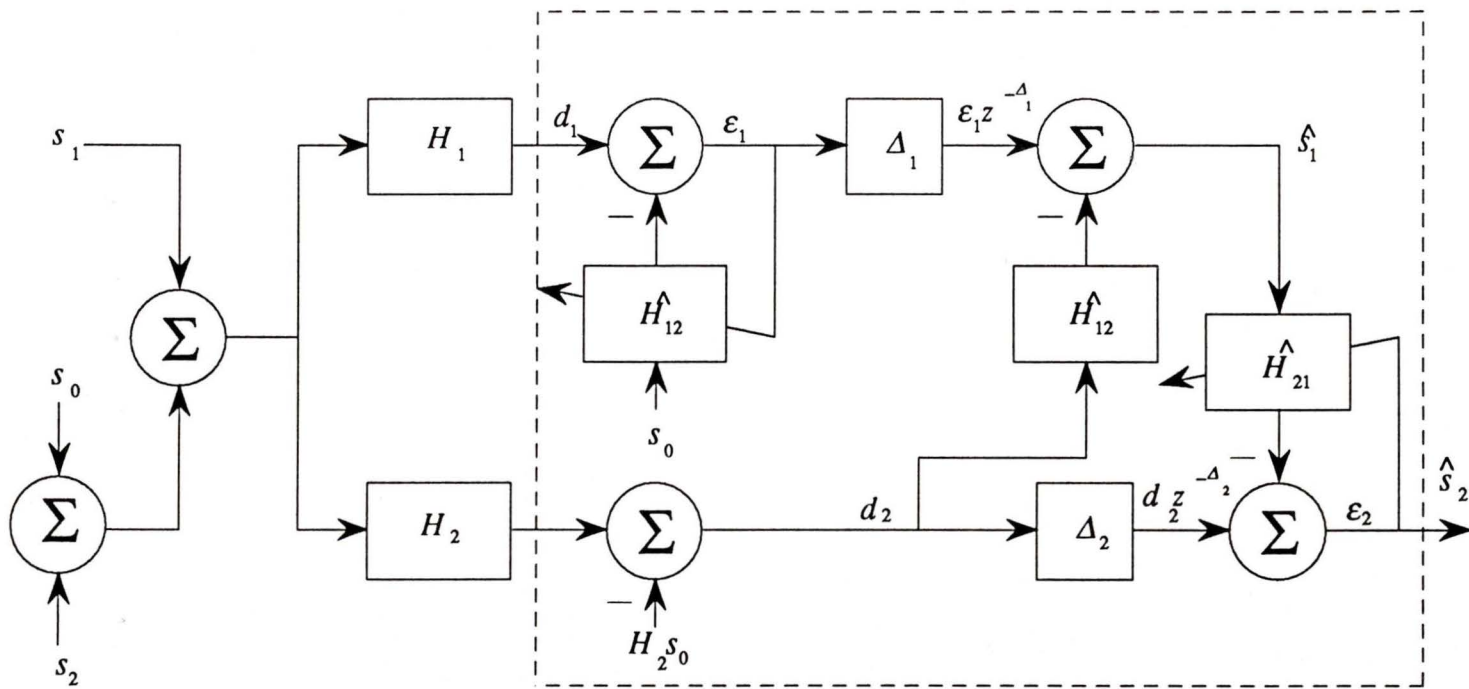 s₁
H₁
d₁
Σ
ε₁
Δ₁
ε₁z^{-Δ₁}
Σ
ŝ₁
−
−
Σ
Ĥ₁₂
Ĥ₁₂
Ĥ₂₁
s₀
s₀
−
Σ
H₂
Σ
d₂
Δ₂
d₂z^{-Δ₂}
Σ
ε₂
ŝ₂
−
H₂s₀
s₂